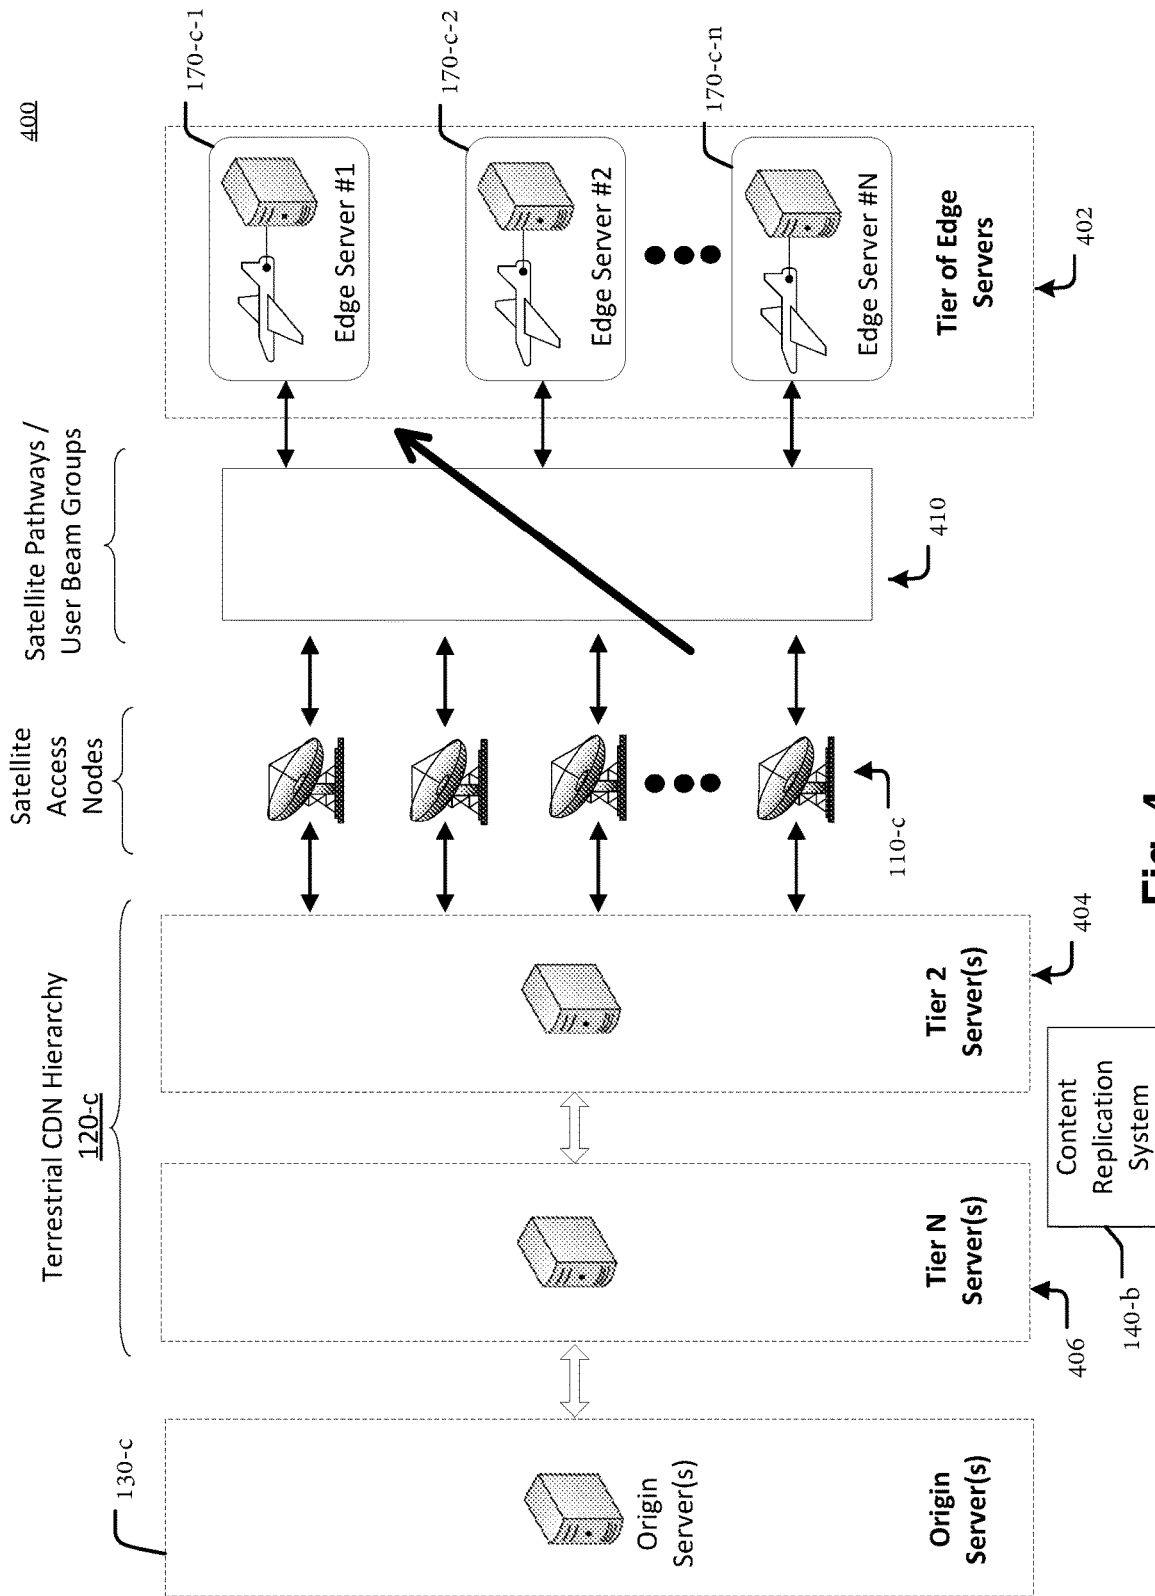 400
Satellite
Access
Nodes
Satellite Pathways /
User Beam Groups
Terrestrial CDN Hierarchy
120-c
130-c
170-c-1
170-c-2
170-c-n
Edge Server #1
Edge Server #2
Edge Server #N
Origin
Server(s)
Origin
Server(s)
Tier N
Server(s)
Tier 2
Server(s)
Tier of Edge
Servers
110-c
410
406
404
402
Content
Replication
System
140-b
Fig. 4